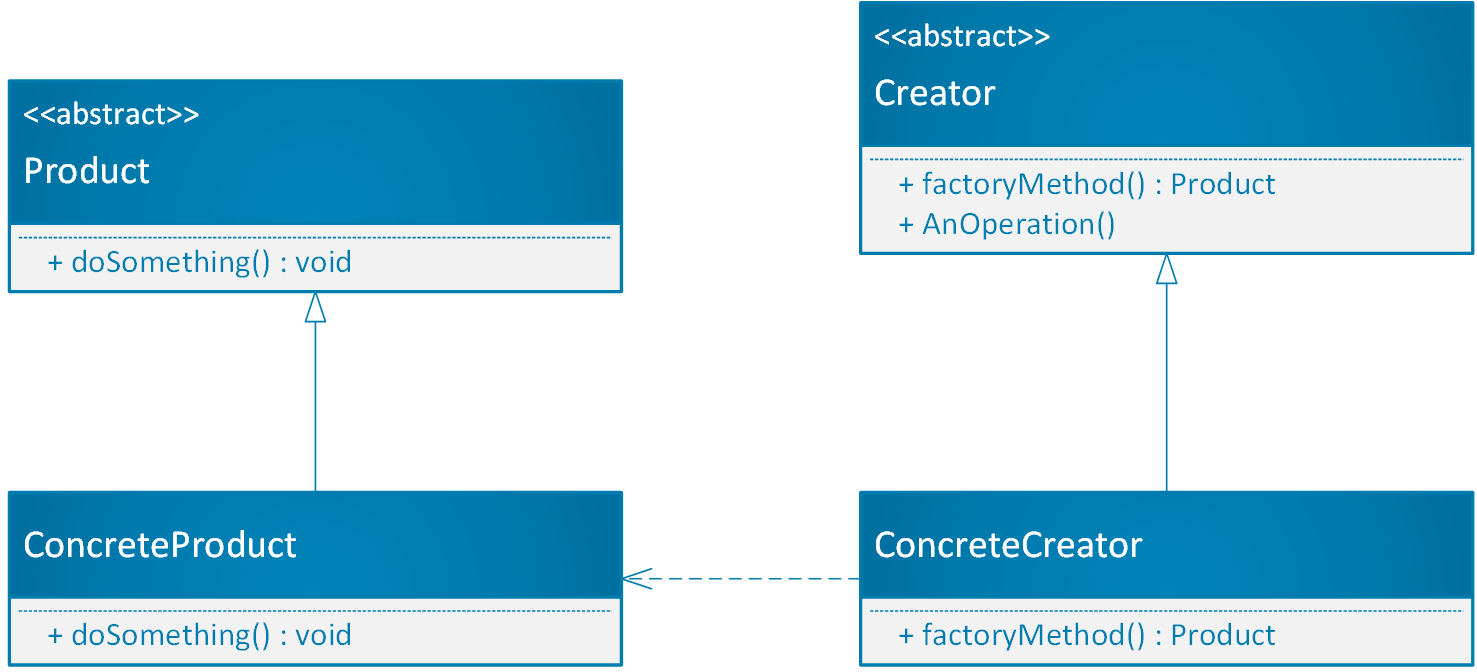 <<abstract>>
Product
+ doSomething() : void
<<abstract>>
Creator
+ factoryMethod() : Product
+ AnOperation()
ConcreteProduct
+ doSomething() : void
ConcreteCreator
+ factoryMethod() : Product